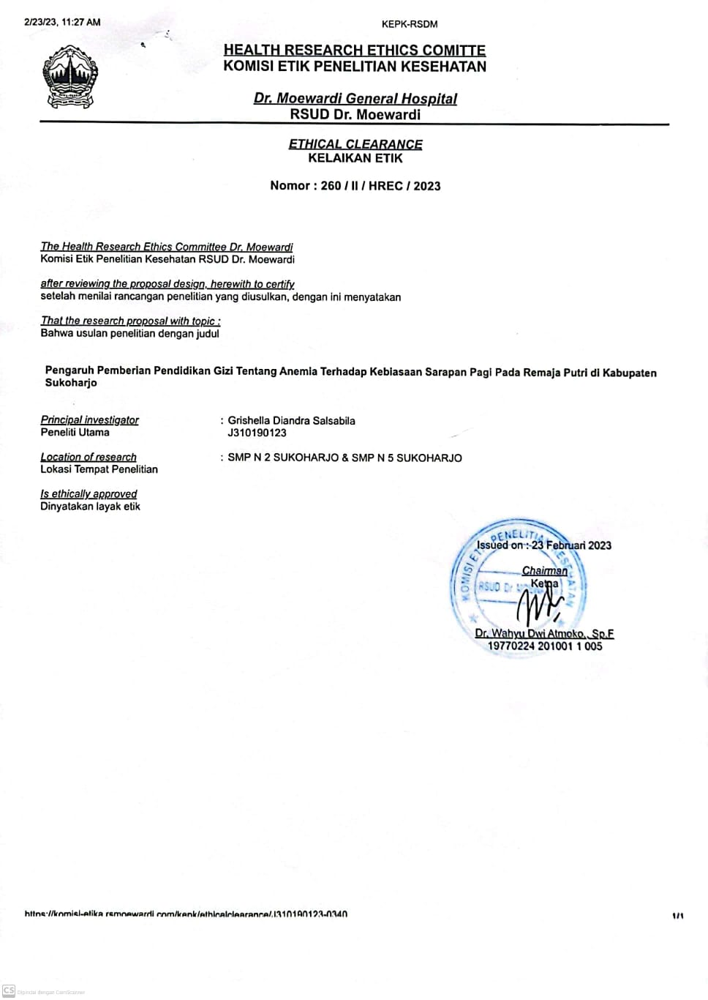 2/23/23, 11:27 AM
KEPK-RSDM
HEALTH RESEARCH ETHICS COMITTE
KOMISI ETIK PENELITIAN KESEHATAN
Dr. Moewardi General Hospital
RSUD Dr. Moewardi
ETHICAL CLEARANCE
KELAIKAN ETIK
Nomor : 260 / II / HREC / 2023
The Health Research Ethics Committee Dr. Moewardi
Komisi Etik Penelitian Kesehatan RSUD Dr. Moewardi
after reviewing the proposal design, herewith to certify
setelah menilai rancangan penelitian yang diusulkan, dengan ini menyatakan
That the research proposal with topic :
Bahwa usulan penelitian dengan judul
Pengaruh Pemberian Pendidikan Gizi Tentang Anemia Terhadap Kebiasaan Sarapan Pagi Pada Remaja Putri di Kabupaten
Sukoharjo
Principal investigator : Grishella Diandra Salsabila
Peneliti Utama J310190123
Location of research : SMP N 2 SUKOHARJO & SMP N 5 SUKOHARJO
Lokasi Tempat Penelitian
Is ethically approved
Dinyatakan layak etik
KOMISI ETIK PENELITIAN KESEHATAN
RSUD Dr
Issued on : 23 Februari 2023
Chairman
Ketua
Dr. Wahyu Dwi Atmoko., Sp.F
19770224 201001 1 005
https://komisi-etika.rsmoewardi.com/kepk/ethicalclearance/J310190123-0340
1/1
CS Dipindai dengan CamScanner